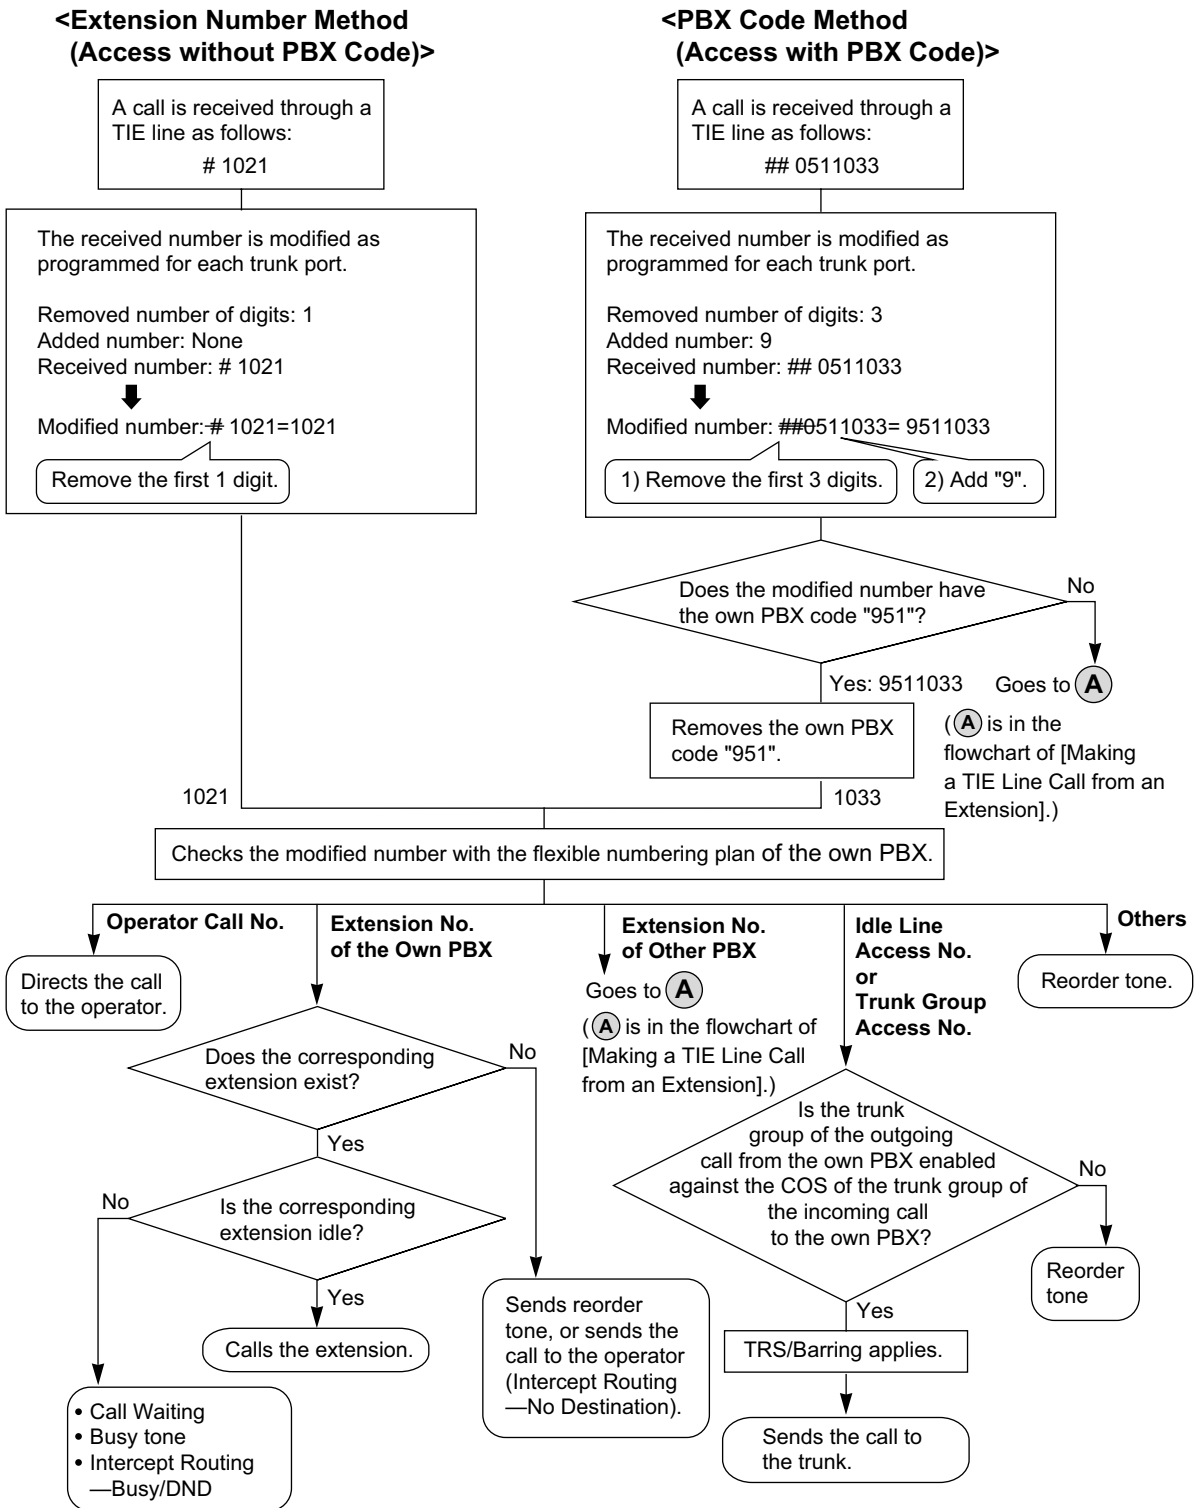 <Extension Number Method
(Access without PBX Code)>
A call is received through a
TIE line as follows:
# 1021
The received number is modified as
programmed for each trunk port.
Removed number of digits: 1
Added number: None
Received number: # 1021
Modified number: # 1021=1021
Remove the first 1 digit.
<PBX Code Method
(Access with PBX Code)>
A call is received through a
TIE line as follows:
## 0511033
The received number is modified as
programmed for each trunk port.
Removed number of digits: 3
Added number: 9
Received number: ## 0511033
Modified number: ##0511033= 9511033
1) Remove the first 3 digits.
2) Add "9".
Does the modified number have
the own PBX code "951"?
No
Goes to A
(A is in the
flowchart of [Making
a TIE Line Call from an
Extension].)
Yes: 9511033
Removes the own PBX
code "951".
1021
1033
Checks the modified number with the flexible numbering plan of the own PBX.
Operator Call No.
Directs the call
to the operator.
Extension No.
of the Own PBX
Does the corresponding
extension exist?
No
Yes
Is the corresponding
extension idle?
No
Yes
Calls the extension.
• Call Waiting
• Busy tone
• Intercept Routing
—Busy/DND
Sends reorder
tone, or sends the
call to the operator
(Intercept Routing
—No Destination).
Extension No.
of Other PBX
Goes to A
(A is in the flowchart of
[Making a TIE Line Call
from an Extension].)
Idle Line
Access No.
or
Trunk Group
Access No.
Is the trunk
group of the outgoing
call from the own PBX enabled
against the COS of the trunk group of
the incoming call
to the own PBX?
No
Reorder
tone
Yes
TRS/Barring applies.
Sends the call to
the trunk.
Others
Reorder tone.